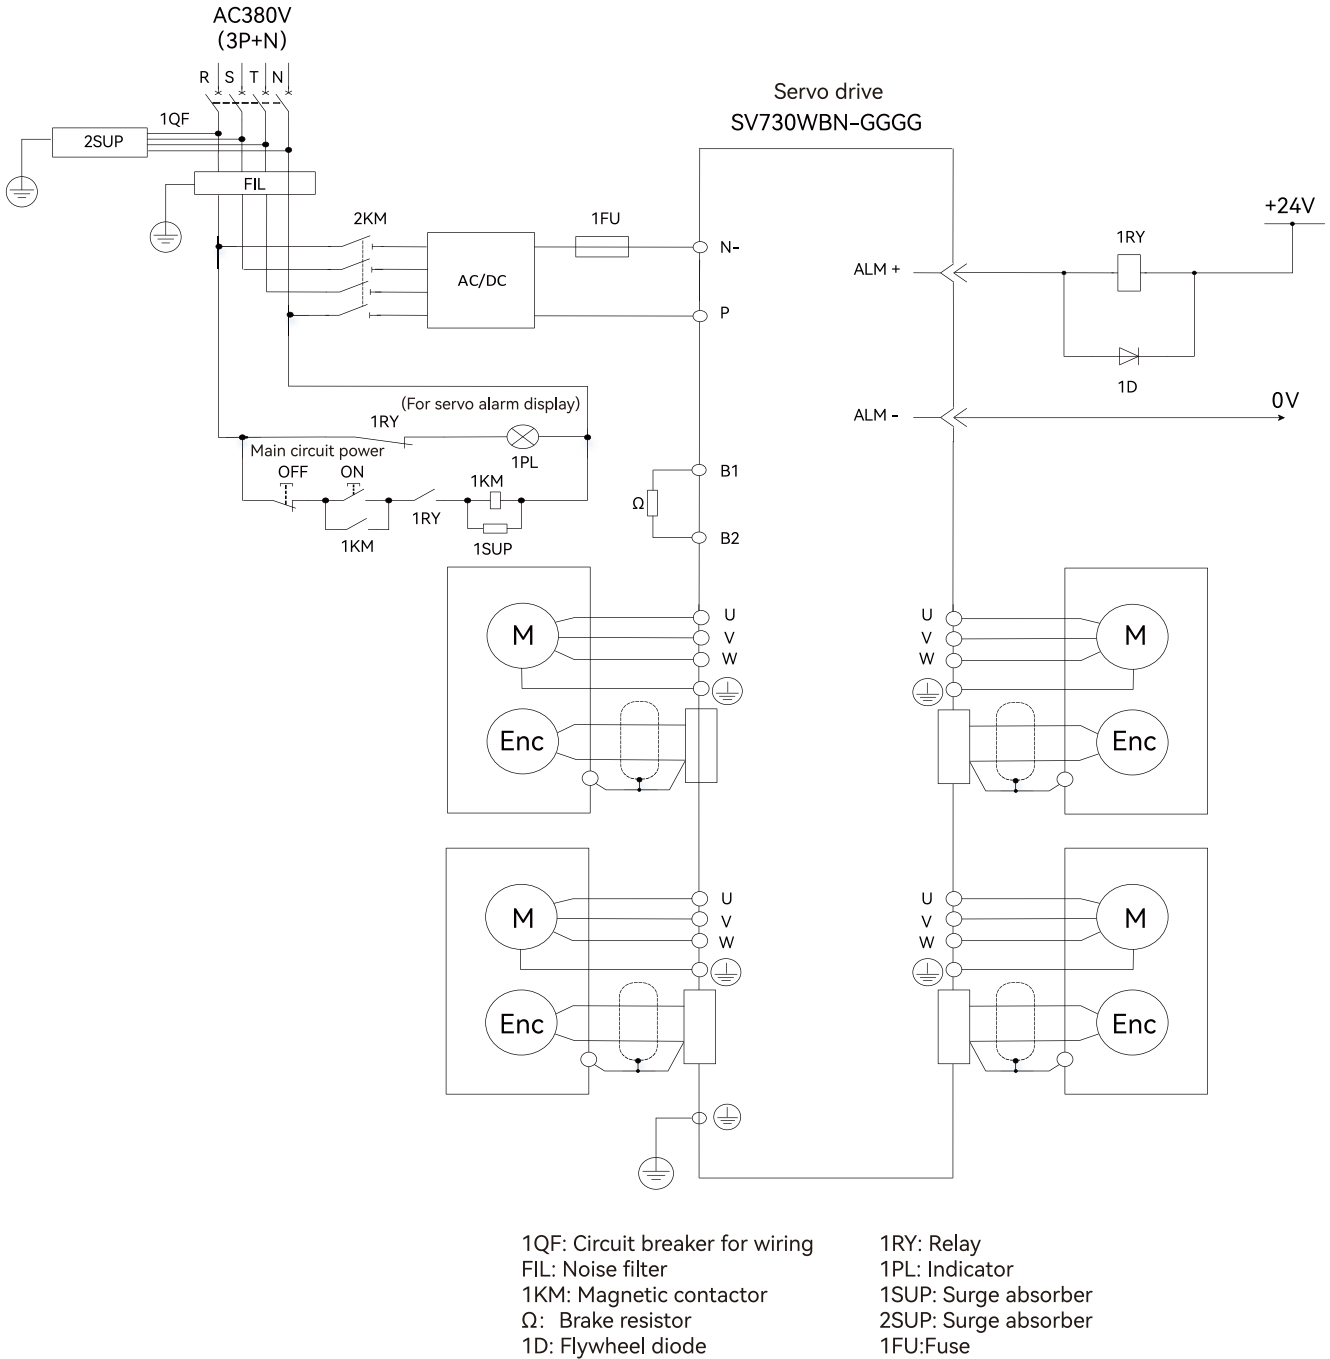 AC380V
(3P+N)
R S T N
Servo drive
SV730WBN-GGGG
1QF
2SUP
FIL
+24V
2KM
1FU
1RY
N-
ALM +
AC/DC
P
1D
(For servo alarm display)
0V
1RY
ALM -
Main circuit power
1PL
OFF ON
1KM
B1
Ω
1RY
B2
1KM
1SUP
U
U
M
V
V
M
W
W
Enc
Enc
U
U
M
V
V
M
W
W
Enc
Enc
1QF: Circuit breaker for wiring
1RY: Relay
FIL: Noise filter
1PL: Indicator
1KM: Magnetic contactor
1SUP: Surge absorber
Ω: Brake resistor
2SUP: Surge absorber
1D: Flywheel diode
1FU:Fuse